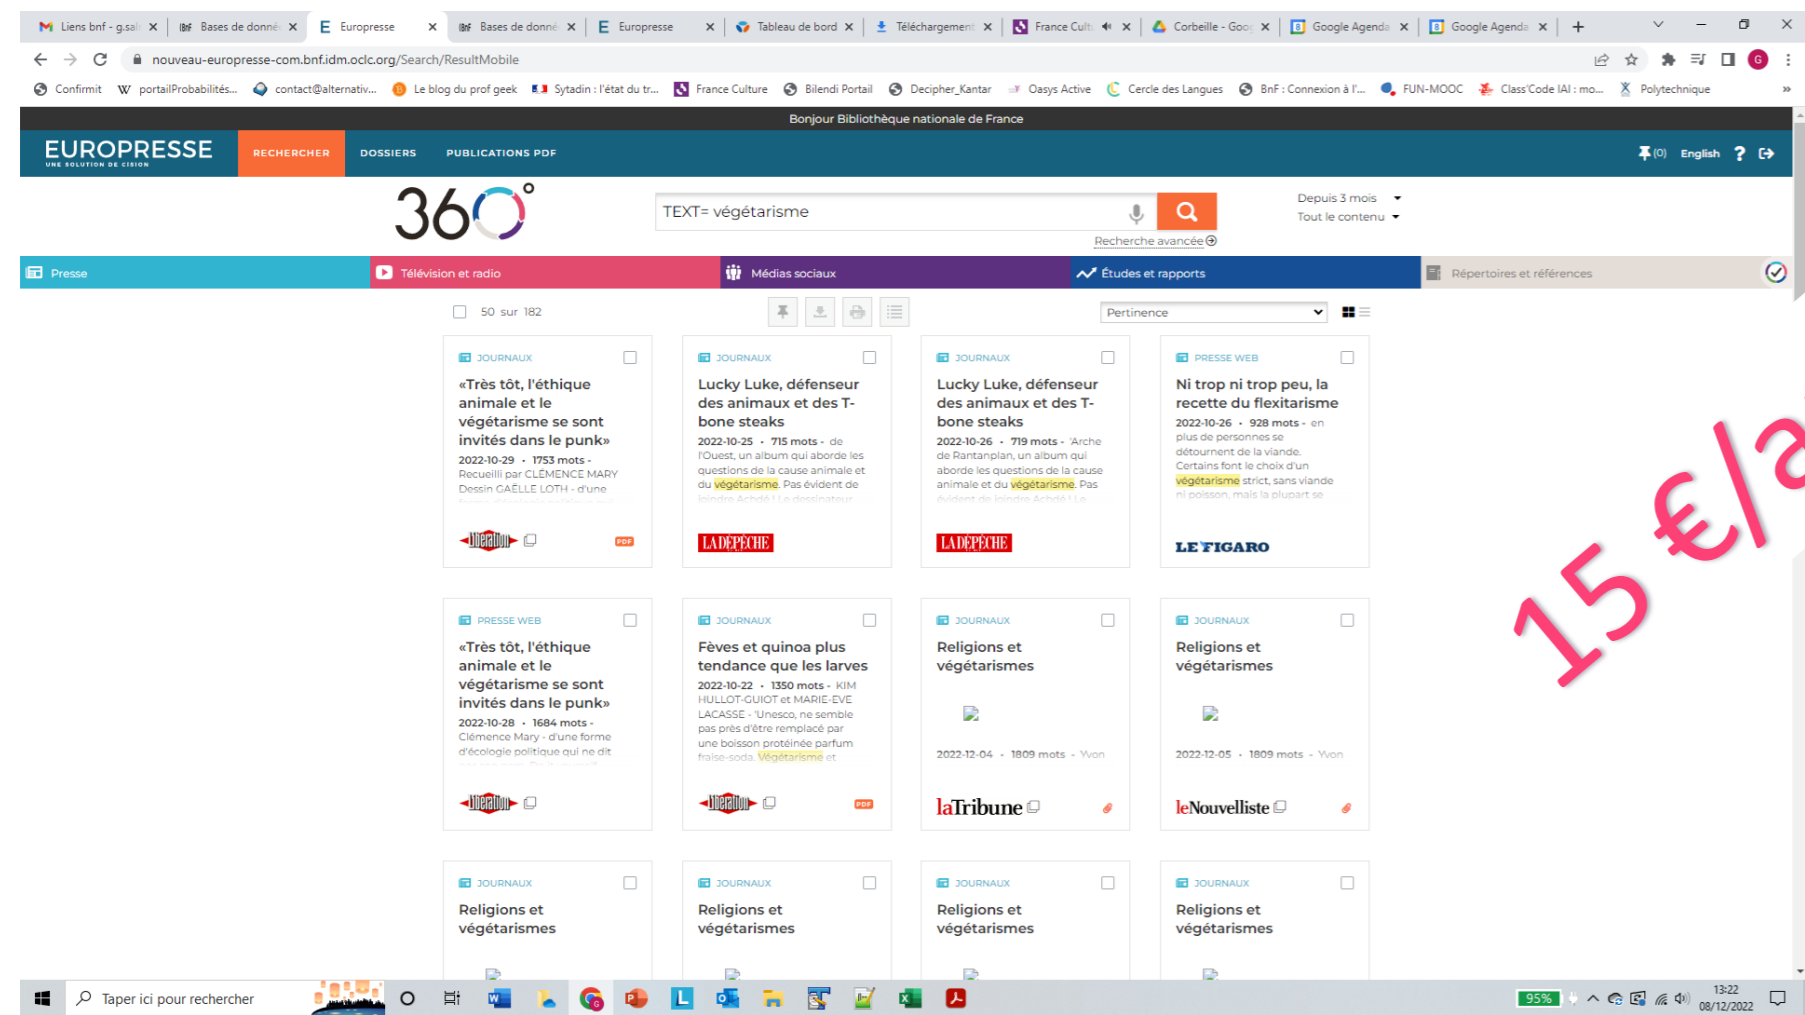 Liens bnf - g.sal
Bases de donné
Europresse
Bases de donné
Europresse
Tableau de bord
Téléchargement
France Cult
Corbeille - Goog
Google Agenda
Google Agenda
nouveau-europresse-com.bnf.idm.oclc.org/Search/ResultMobile
Confirmit
portailProbabilités...
contact@alternativ...
Le blog du prof geek
Sytadin : l'état du tr...
France Culture
Bilendi Portail
Decipher_Kantar
Oasys Active
Cercle des Langues
BnF : Connexion à l'...
FUN-MOOC
Class'Code IAI : mo...
Polytechnique
Bonjour Bibliothèque nationale de France
EUROPRESSE
UNE SOLUTION DE CISION
RECHERCHER
DOSSIERS
PUBLICATIONS PDF
(0)
English
360°
TEXT= végétarisme
Depuis 3 mois
Tout le contenu
Recherche avancée
Presse
Télévision et radio
Médias sociaux
Études et rapports
Répertoires et références
50 sur 182
Pertinence
JOURNAUX
«Très tôt, l'éthique
animale et le
végétarisme se sont
invités dans le punk»
2022-10-29 • 1753 mots -
Recueilli par CLÉMENCE MARY
Dessin GAËLLE LOTH - d'une
Libération
PDF
JOURNAUX
Lucky Luke, défenseur
des animaux et des T-
bone steaks
2022-10-25 • 715 mots - de
l'Ouest, un album qui aborde les
questions de la cause animale et
du végétarisme. Pas évident de
joindre Achdé ! Le dessinateur
LA DÉPÊCHE
JOURNAUX
Lucky Luke, défenseur
des animaux et des T-
bone steaks
2022-10-26 • 719 mots - 'Arche
de Rantanplan, un album qui
aborde les questions de la cause
animale et du végétarisme. Pas
évident de joindre Achdé ! Le
LA DÉPÊCHE
PRESSE WEB
Ni trop ni trop peu, la
recette du flexitarisme
2022-10-26 • 928 mots - en
plus de personnes se
détournent de la viande.
Certains font le choix d'un
végétarisme strict, sans viande
ni poisson, mais la plupart se
LE FIGARO
15 €/a
PRESSE WEB
«Très tôt, l'éthique
animale et le
végétarisme se sont
invités dans le punk»
2022-10-28 • 1684 mots -
Clémence Mary - d'une forme
d'écologie politique qui ne dit
Libération
JOURNAUX
Fèves et quinoa plus
tendance que les larves
2022-10-22 • 1350 mots - KIM
HULLOT-GUIOT et MARIE-EVE
LACASSE - 'Unesco, ne semble
pas près d'être remplacé par
une boisson protéinée parfum
fraise-soda. Végétarisme et
Libération
PDF
JOURNAUX
Religions et
végétarismes
2022-12-04 • 1809 mots - Yvon
laTribune
JOURNAUX
Religions et
végétarismes
2022-12-05 • 1809 mots - Yvon
leNouvelliste
JOURNAUX
Religions et
végétarismes
JOURNAUX
Religions et
végétarismes
JOURNAUX
Religions et
végétarismes
JOURNAUX
Religions et
végétarismes
Taper ici pour rechercher
95%
13:22
08/12/2022